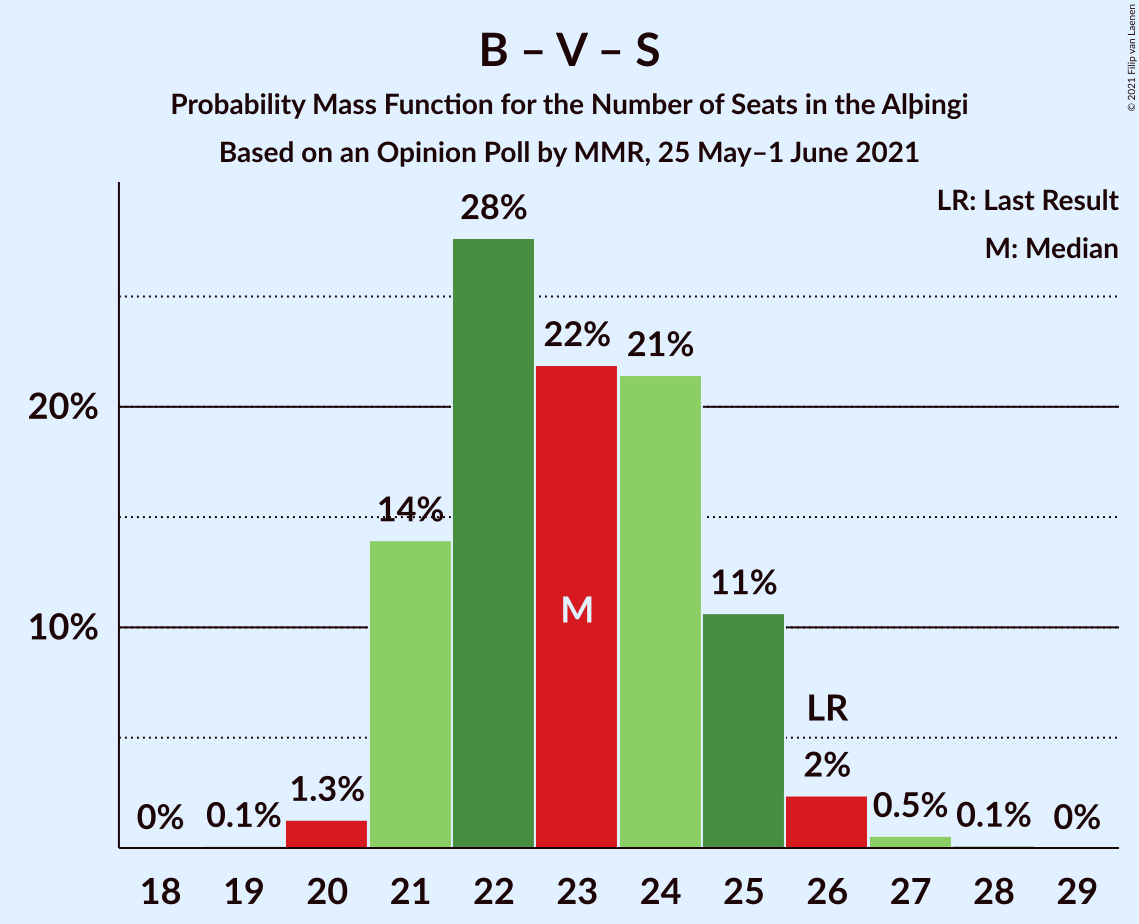 B – V – S
Probability Mass Function for the Number of Seats in the Alþingi
Based on an Opinion Poll by MMR, 25 May–1 June 2021
© 2021 Filip van Laenen
LR: Last Result
M: Median
28%
22%
21%
20%
14%
11%
M
10%
LR
2%
1.3%
0.5%
0% 0.1% 0.1% 0%
18 19 20 21 22 23 24 25 26 27 28 29